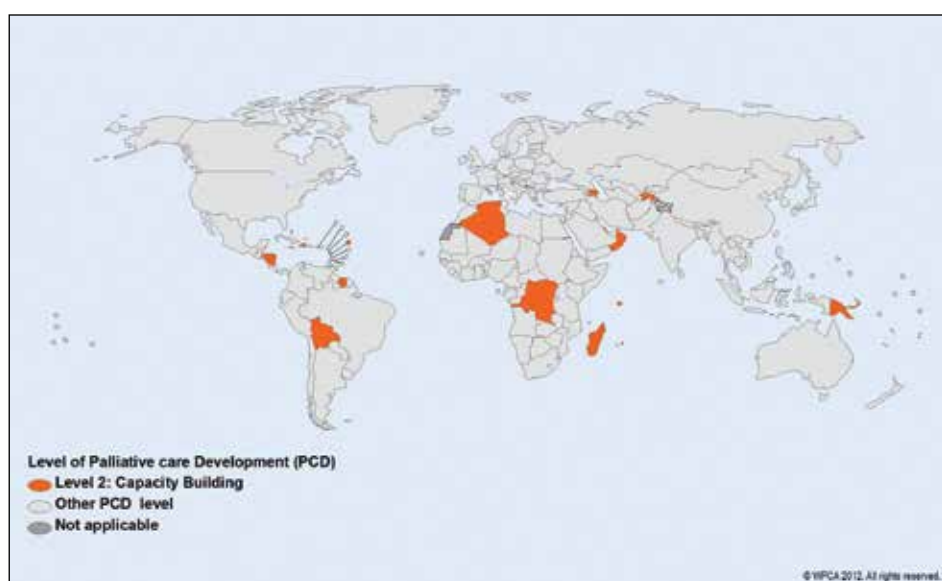 Level of Palliative care Development (PCD)
Level 2: Capacity Building
Other PCD level
Not applicable
© WPCA 2012. All rights reserved.